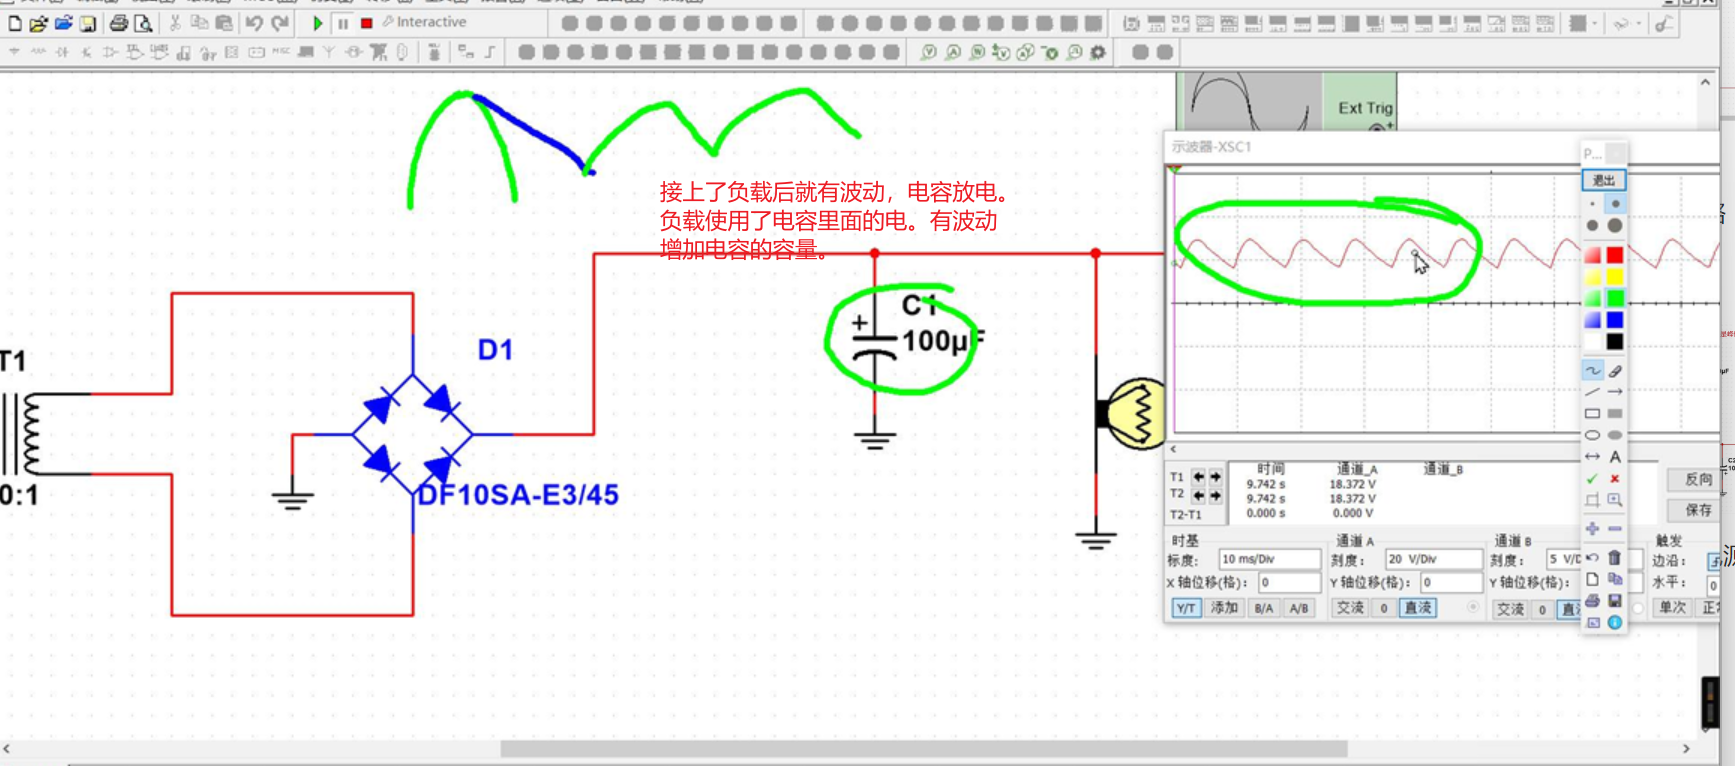 Interactive
Ext Trig
示波器-XSC1
P...
退出
接上了负载后就有波动，电容放电。
负载使用了电容里面的电。有波动
增加电容的容量。
C1
+
100μF
T1
D1
0:1
DF10SA-E3/45
时间 通道_A 通道_B
T1 9.742 s 18.372 V
T2 9.742 s 18.372 V
T2-T1 0.000 s 0.000 V
反向
保存
时基 通道 A 通道 B 触发
标度: 10 ms/Div 刻度: 20 V/Div 刻度: 5 V/D 边沿:
X 轴位移(格): 0 Y 轴位移(格): 0 Y 轴位移(格): 水平: 0
Y/T 添加 B/A A/B 交流 0 直流 交流 0 单次
A